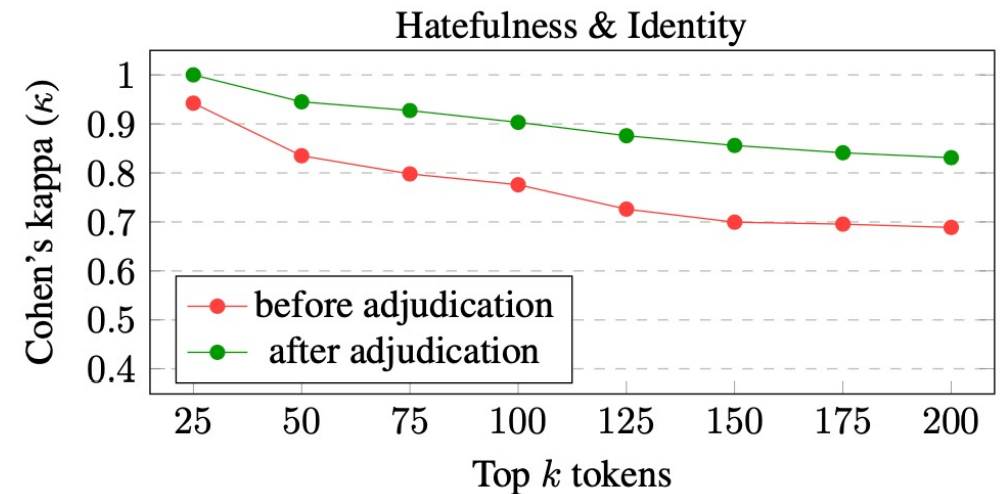 Hatefulness & Identity
Cohen's kappa (κ)
1
0.9
0.8
0.7
0.6
0.5
0.4
before adjudication
after adjudication
25 50 75 100 125 150 175 200
Top k tokens